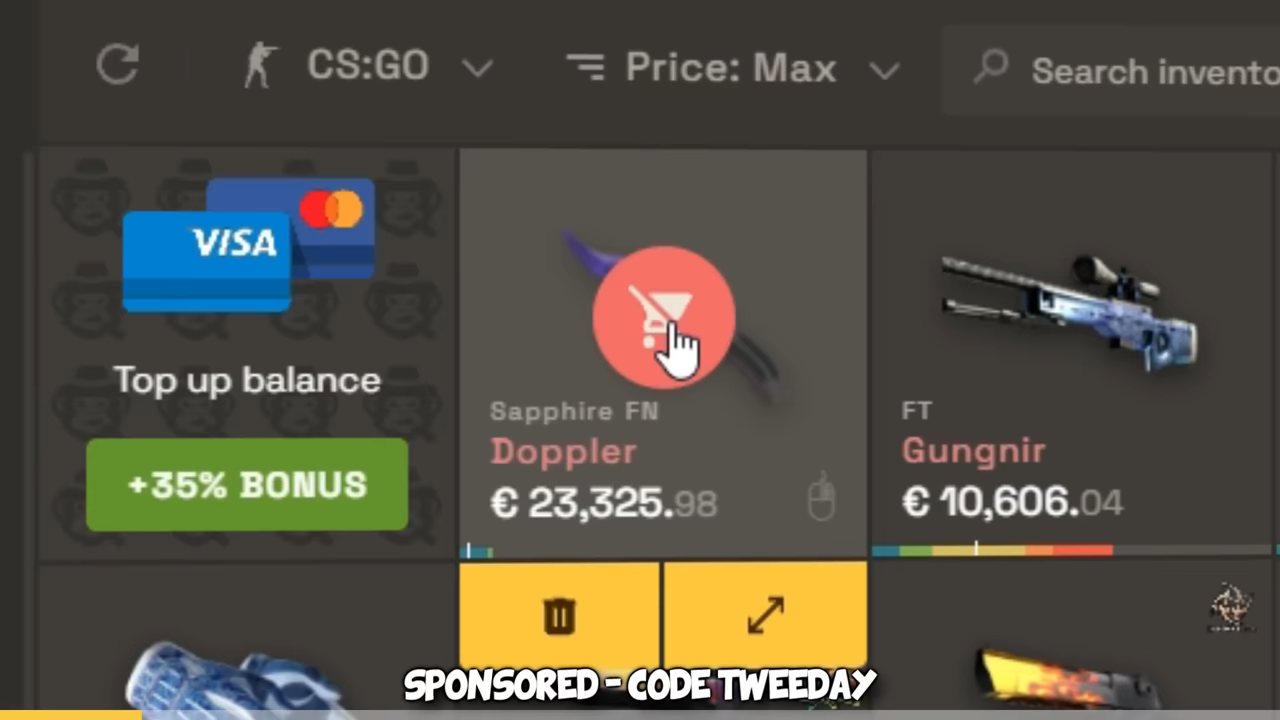 CS:GO
Price: Max
Search invento
VISA
Top up balance
+35% BONUS
Sapphire FN
Doppler
€ 23,325.98
FT
Gungnir
€ 10,606.04
SPONSORED - CODE TWEEDAY